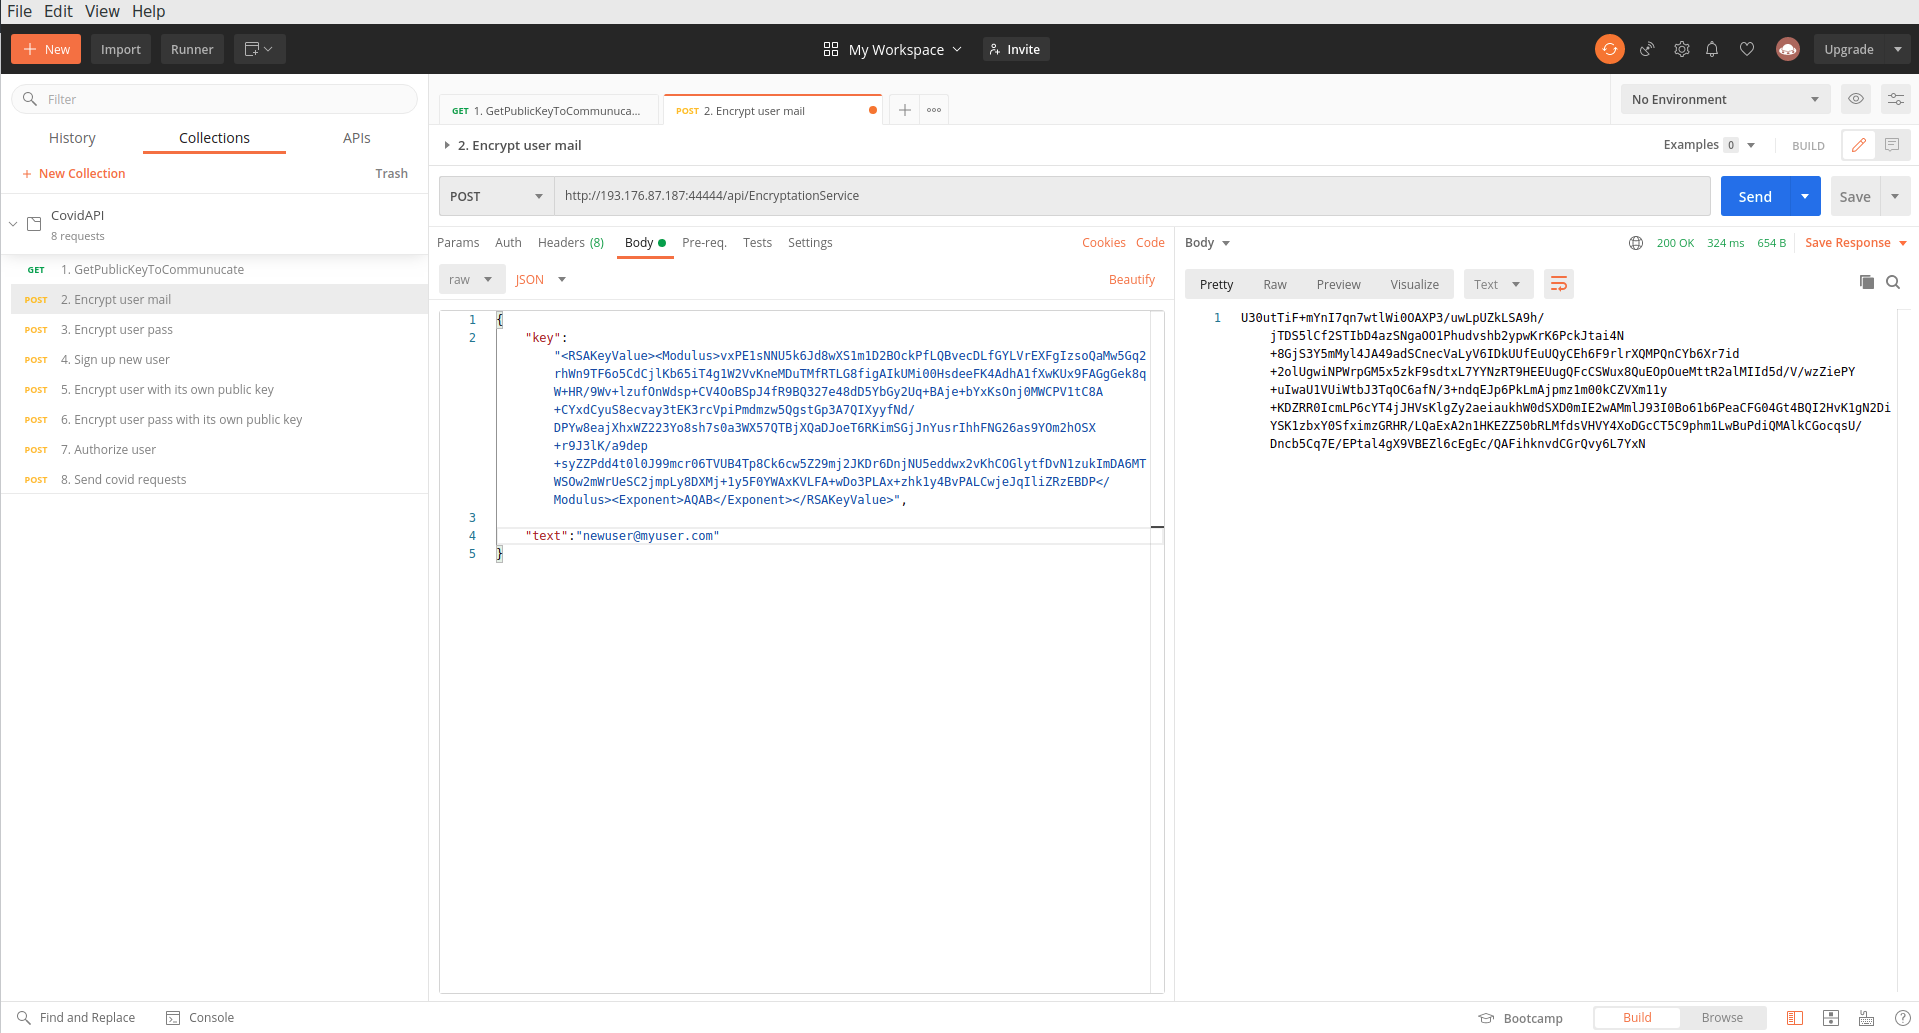 File Edit View Help
New Import Runner
My Workspace Invite
Upgrade
Filter
History Collections APIs
+ New Collection Trash
CovidAPI
8 requests
GET 1. GetPublicKeyToCommunucate
POST 2. Encrypt user mail
POST 3. Encrypt user pass
POST 4. Sign up new user
POST 5. Encrypt user with its own public key
POST 6. Encrypt user pass with its own public key
POST 7. Authorize user
POST 8. Send covid requests
GET 1. GetPublicKeyToCommunuca...
POST 2. Encrypt user mail
No Environment
2. Encrypt user mail
Examples 0 BUILD
POST http://193.176.87.187:44444/api/EncryptationService
Send Save
Params Auth Headers (8) Body Pre-req. Tests Settings Cookies Code
raw JSON Beautify
1 {
2 "key":
"<RSAKeyValue><Modulus>vxPE1sNNU5k6Jd8wXS1m1D2BOckPfLQBvecDLfGYLVrEXFgIzsoQaMw5Gq2
rhWn9TF6o5CdCjlKb65iT4g1W2VvKneMDuTMfRTLG8figAIkUMi00HsdeeFK4AdhA1fXwKUx9FAGgGek8q
W+HR/9Wv+lzufOnWdsp+CV4OoBSpJ4fR9BQ327e48dD5YbGy2Uq+BAje+bYxKsOnj0MWCPV1tC8A
+CYxdCyuS8ecvay3tEK3rcVpiPmdmzw5QgstGp3A7QIXyyfNd/
DPYw8eajXhxWZ223Yo8sh7s0a3WX57QTBjXQaDJoeT6RKimSGjJnYusrIhhFNG26as9YOm2hOSX
+r9J3lK/a9dep
+syZZPdd4t0l0J99mcr06TVUB4Tp8Ck6cw5Z29mj2JKDr6DnjNU5eddwx2vKhCOGlytfDvN1zukImDA6MT
WSOw2mWrUeSC2jmpLy8DXMj+1y5F0YWAxKVLFA+wDo3PLAx+zhk1y4BvPALCwjeJqIliZRzEBDP</
Modulus><Exponent>AQAB</Exponent></RSAKeyValue>",
3
4 "text":"newuser@myuser.com"
5 }
Body 200 OK 324 ms 654 B Save Response
Pretty Raw Preview Visualize Text
1 U30utTiF+mYnI7qn7wtlWi0OAXP3/uwLpUZkLSA9h/
jTDS5lCf2STIbD4azSNgaOO1Phudvshb2ypwKrK6PckJtai4N
+8GjS3Y5mMyl4JA49adSCnecVaLyV6IDkUUfEuUQyCEh6F9rlrXQMPQnCYb6Xr7id
+2olUgwiNPWrpGM5x5zkF9sdtxL7YYNzRT9HEEUugQFcCSWux8QuEOpOueMttR2alMIId5d/V/wzZiePY
+uIwaU1VUiWtbJ3TqOC6afN/3+ndqEJp6PkLmAjpmz1m00kCZVXm11y
+KDZRR0IcmLP6cYT4jJHVsKlgZy2aeiaukhW0dSXD0mIE2wAMmlJ93I0Bo61b6PeaCFG04Gt4BQI2HvK1gN2Di
YSK1zbxY0SfximzGRHR/LQaExA2n1HKEZZ50bRLMfdsVHVY4XoDGcCT5C9phm1LwBuPdiQMAlkCGocqsU/
Dncb5Cq7E/EPtal4gX9VBEZl6cEgEc/QAFihknvdCGrQvy6L7YxN
Find and Replace Console
Bootcamp Build Browse